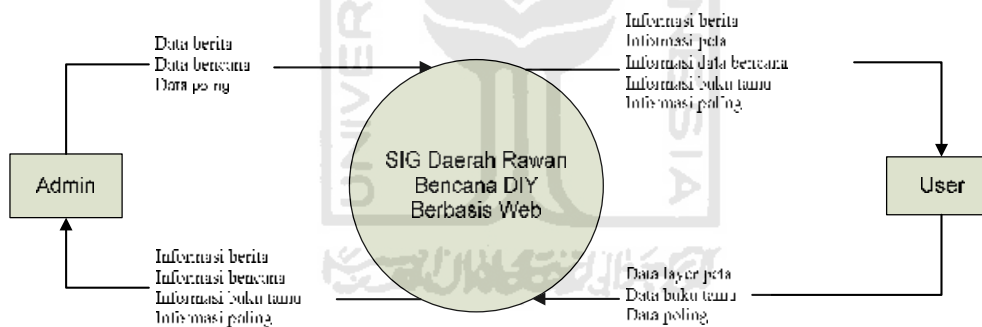 Data berita
Data bencana
Data poling
Informasi berita
Informasi peta
Informasi data bencana
Informasi buku tamu
Informasi poling
Admin
SIG Daerah Rawan
Bencana DIY
Berbasis Web
User
Informasi berita
Informasi bencana
Informasi buku tamu
Informasi poling
Data layer peta
Data buku tamu
Data poling